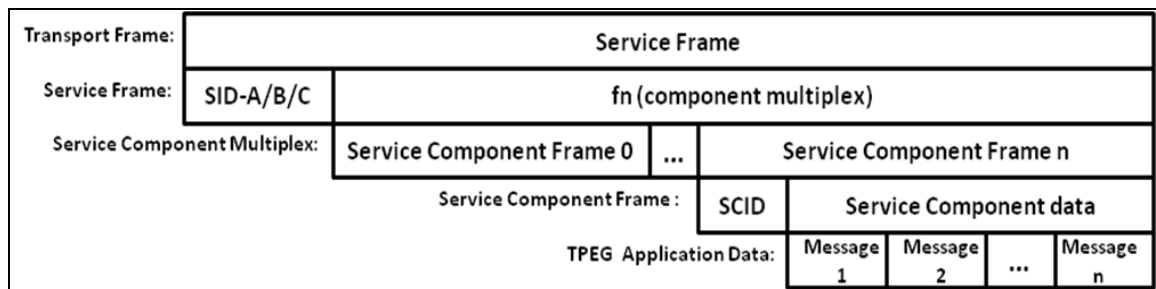 Transport Frame: Service Frame
Service Frame: SID-A/B/C fn (component multiplex)
Service Component Multiplex: Service Component Frame 0 ... Service Component Frame n
Service Component Frame : SCID Service Component data
TPEG Application Data: Message 1 Message 2 ... Message n